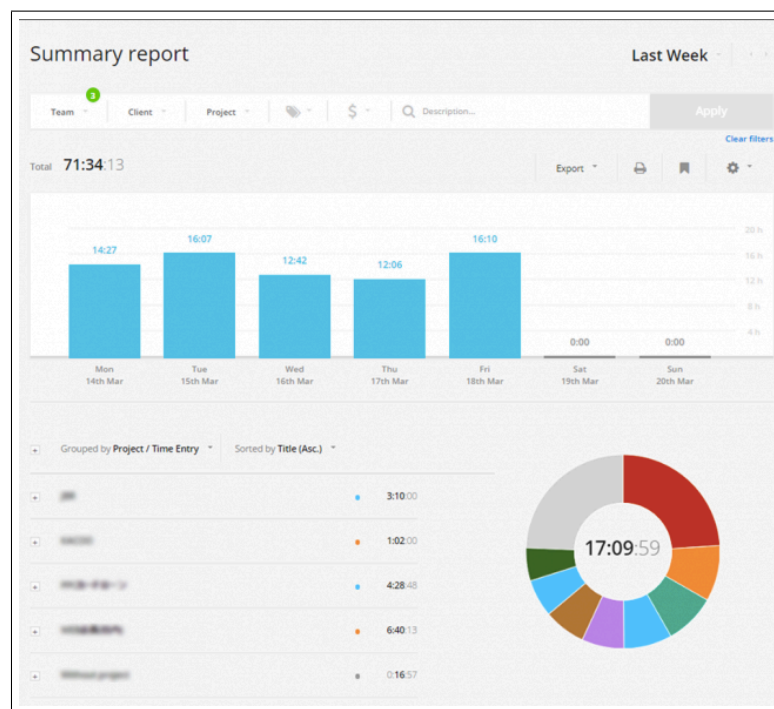 Summary report
Last Week
3
Team Client Project $ Description... Apply
Clear filters
Total 71:34:13
Export
20 h
16 h
12 h
8 h
4 h
14:27 16:07 12:42 12:06 16:10 0:00 0:00
Mon Tue Wed Thu Fri Sat Sun
14th Mar 15th Mar 16th Mar 17th Mar 18th Mar 19th Mar 20th Mar
Grouped by Project / Time Entry Sorted by Title (Asc.)
3:10:00
1:02:00
4:28:48
6:40:13
Without project 0:16:57
17:09:59